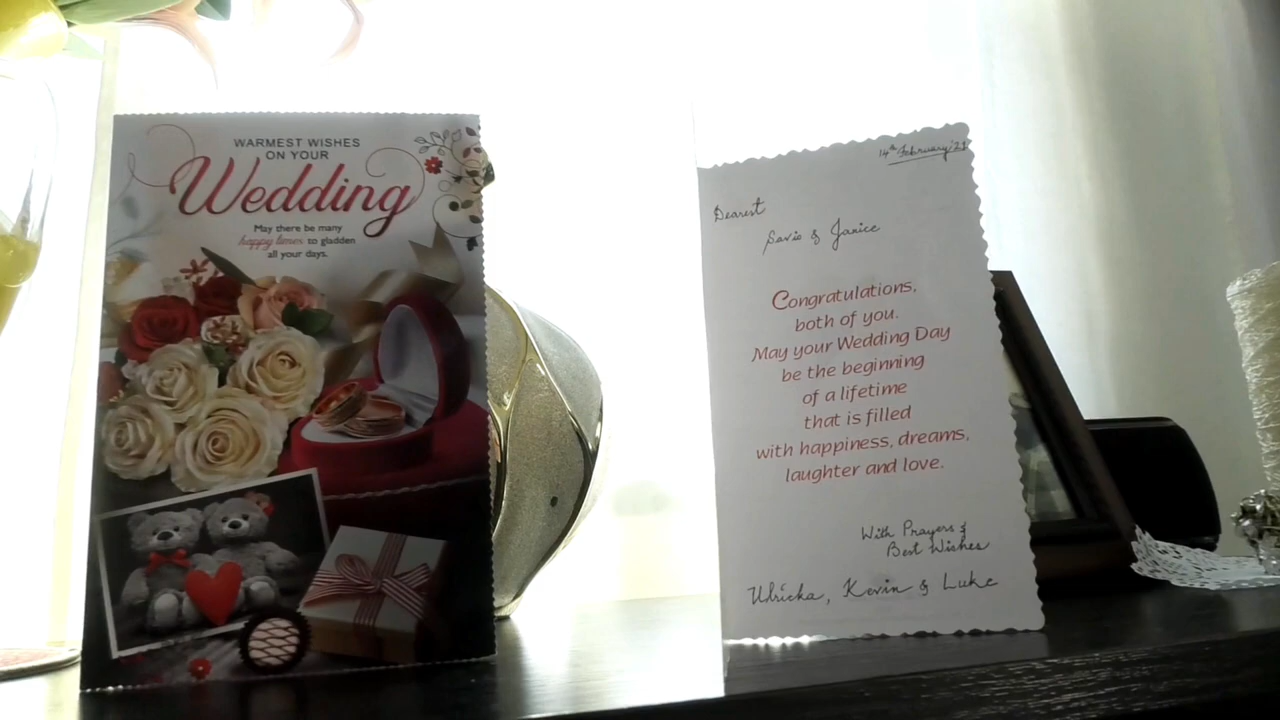 WARMEST WISHES
ON YOUR
Wedding
May there be many
happy times to gladden
all your days.
14th February'21
Dearest
Savio & Janice
Congratulations,
both of you.
May your Wedding Day
be the beginning
of a lifetime
that is filled
with happiness, dreams,
laughter and love.
With Prayers &
Best Wishes
Ulricka, Kevin & Luke